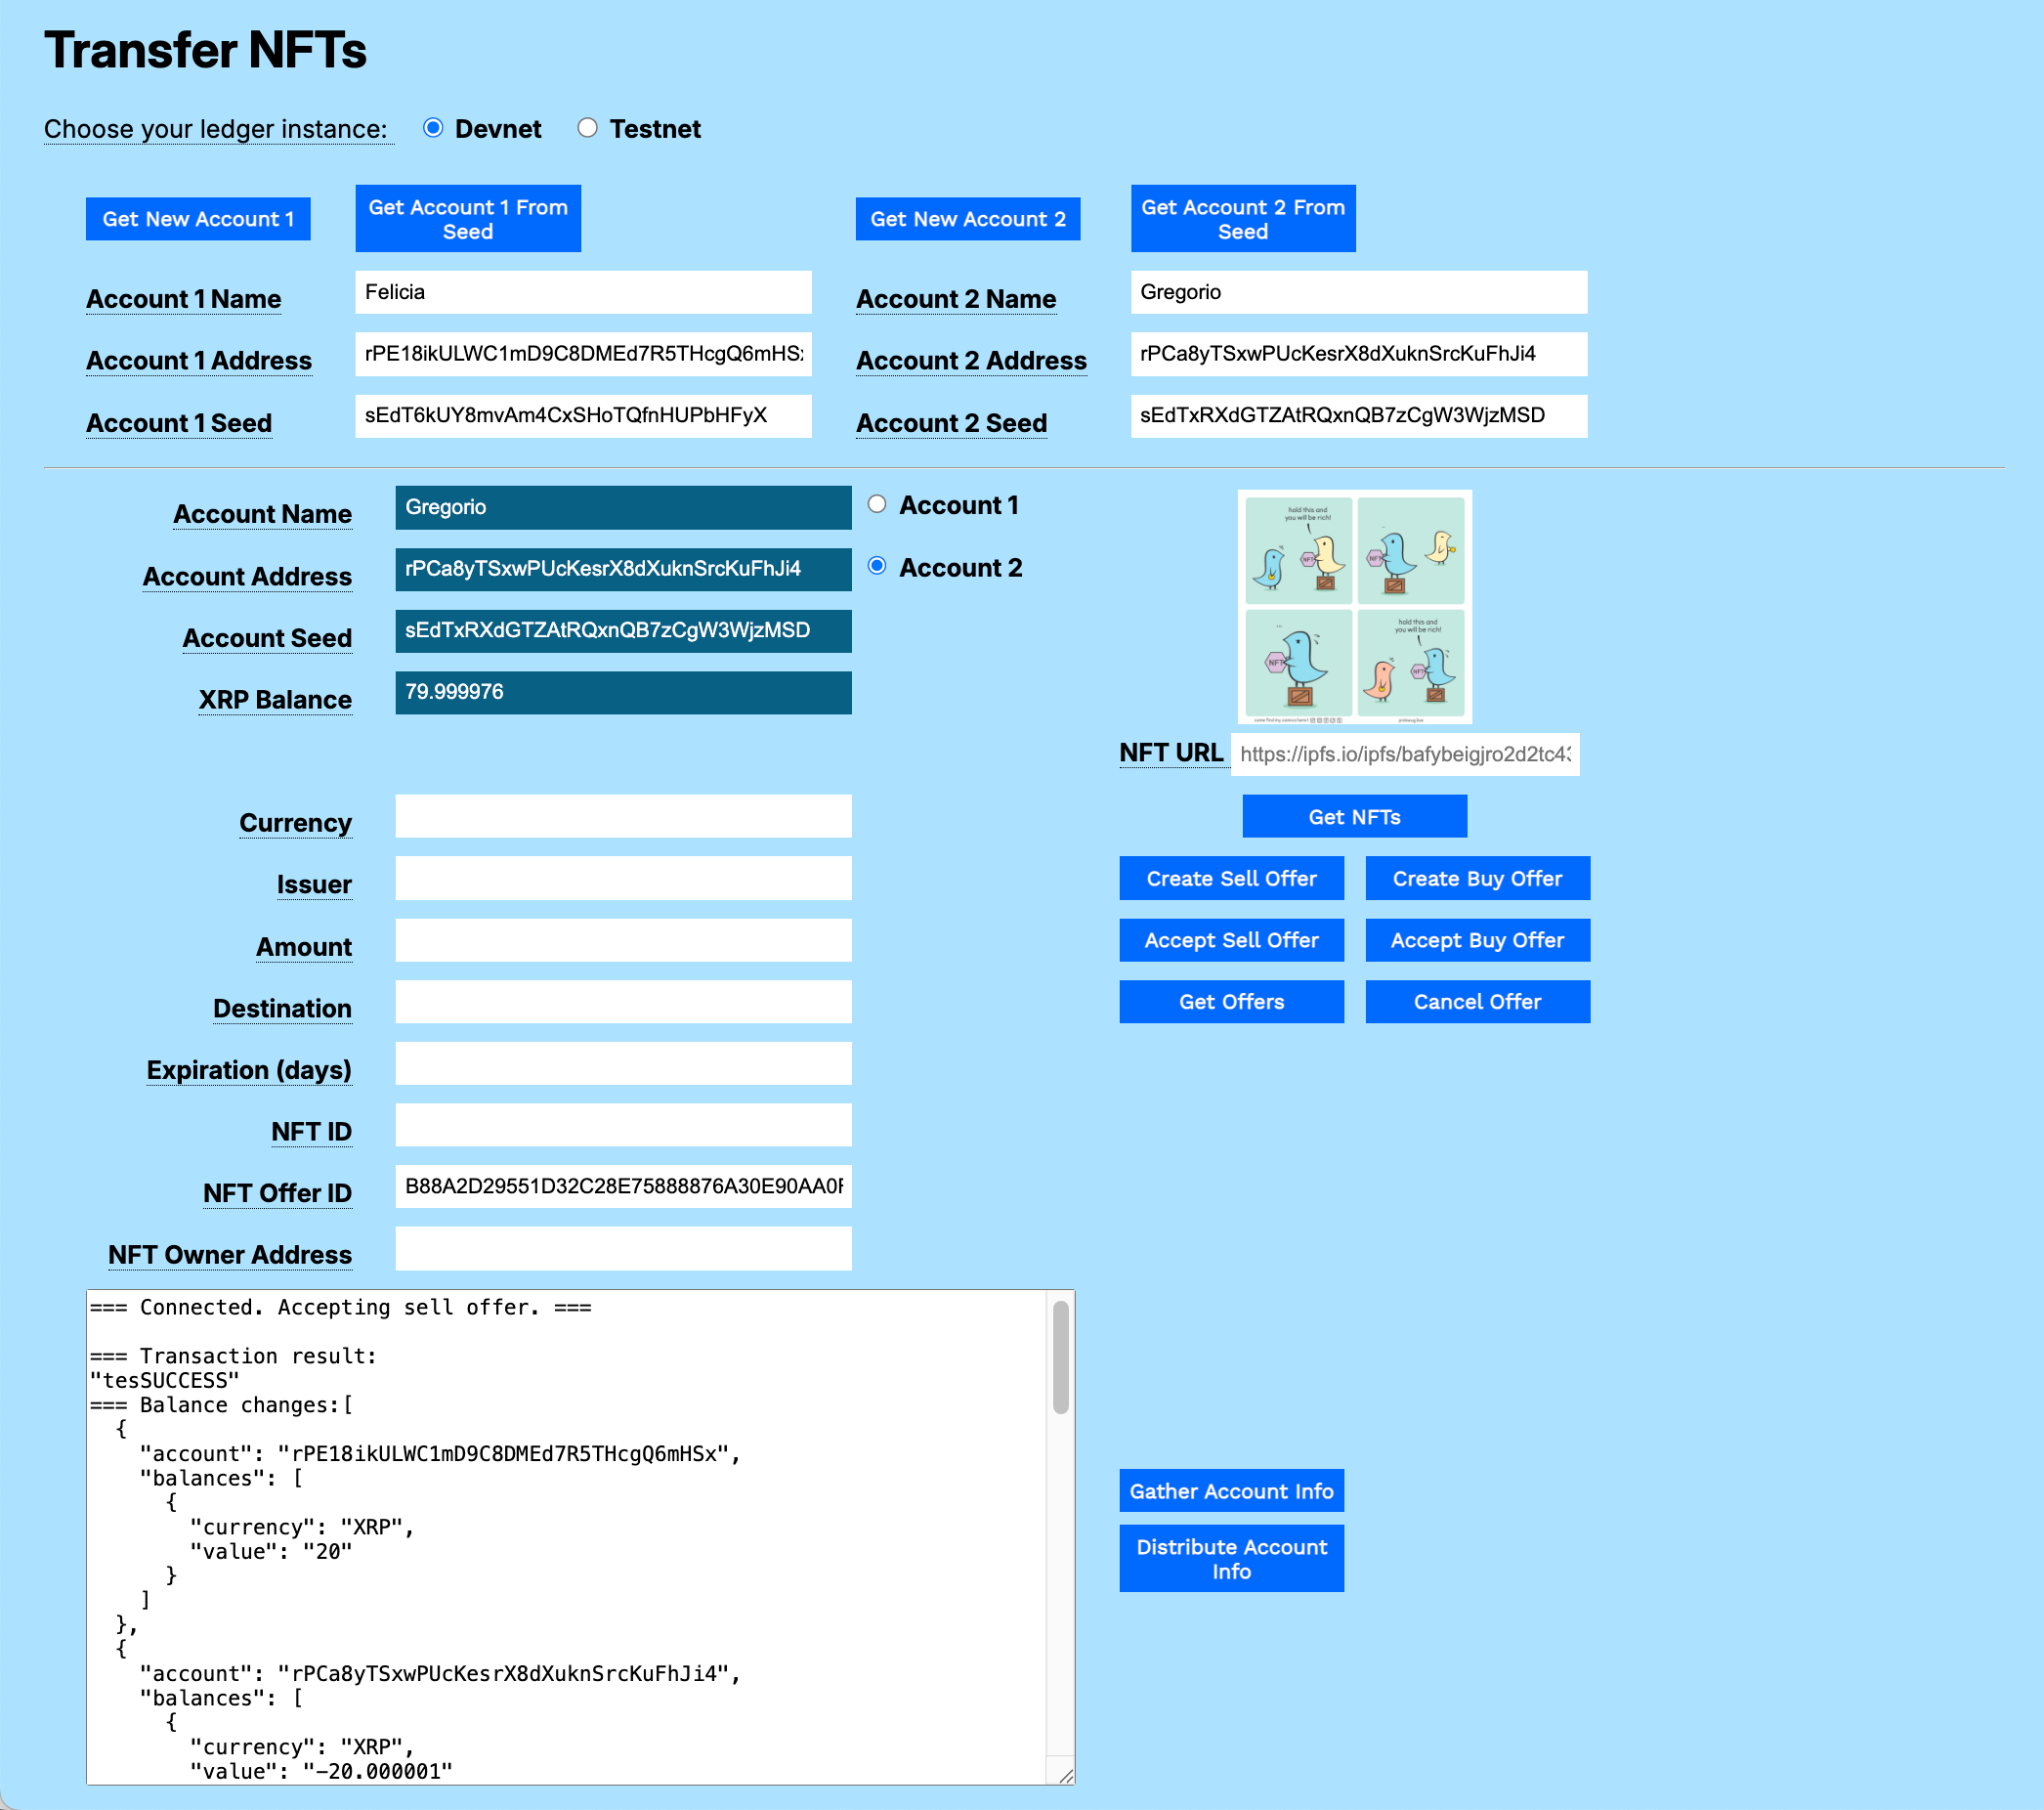 Transfer NFTs
Choose your ledger instance: Devnet Testnet
Get New Account 1
Get Account 1 From
Seed
Get New Account 2
Get Account 2 From
Seed
Account 1 Name Felicia
Account 2 Name Gregorio
Account 1 Address rPE18ikULWC1mD9C8DMEd7R5THcgQ6mHSx
Account 2 Address rPCa8yTSxwPUcKesrX8dXuknSrcKuFhJi4
Account 1 Seed sEdT6kUY8mvAm4CxSHoTQfnHUPbHFyX
Account 2 Seed sEdTxRXdGTZAtRQxnQB7zCgW3WjzMSD
Account Name Gregorio
Account 1
Account Address rPCa8yTSxwPUcKesrX8dXuknSrcKuFhJi4
Account 2
Account Seed sEdTxRXdGTZAtRQxnQB7zCgW3WjzMSD
XRP Balance 79.999976
hold this and
you will be rich!
NFT
...
NFT
...
NFT
hold this and
you will be rich!
NFT
NFT URL https://ipfs.io/ipfs/bafybeigjro2d2tc43
Currency
Get NFTs
Issuer
Create Sell Offer Create Buy Offer
Amount
Accept Sell Offer Accept Buy Offer
Destination
Get Offers Cancel Offer
Expiration (days)
NFT ID
NFT Offer ID B88A2D29551D32C28E75888876A30E90AA0F
NFT Owner Address
=== Connected. Accepting sell offer. ===
=== Transaction result:
"tesSUCCESS"
=== Balance changes:[
{
"account": "rPE18ikULWC1mD9C8DMEd7R5THcgQ6mHSx",
"balances": [
{
"currency": "XRP",
"value": "20"
}
]
},
{
"account": "rPCa8yTSxwPUcKesrX8dXuknSrcKuFhJi4",
"balances": [
{
"currency": "XRP",
"value": "-20.000001"
Gather Account Info
Distribute Account
Info